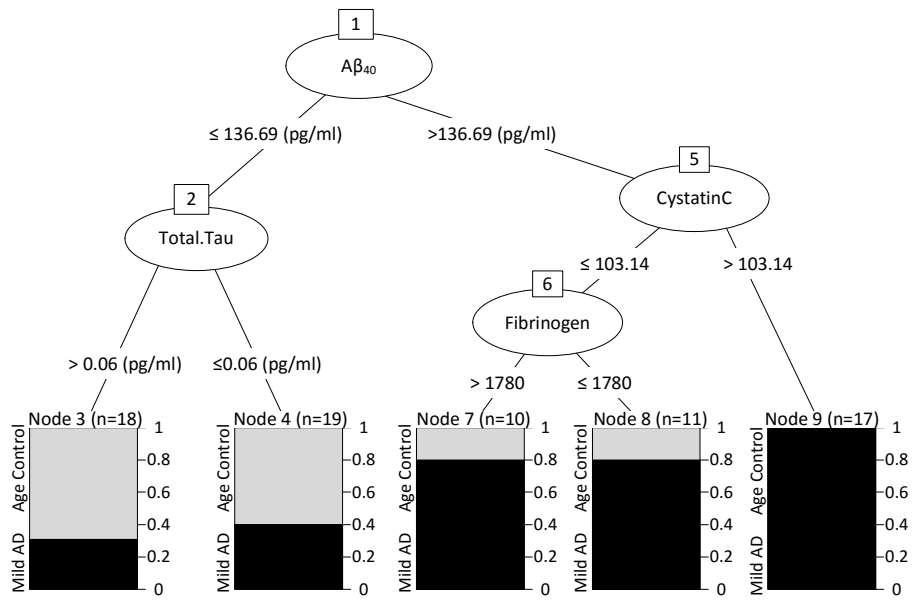 1
Aβ₄₀
≤ 136.69 (pg/ml)
>136.69 (pg/ml)
2
Total.Tau
5
CystatinC
≤ 103.14
> 103.14
6
Fibrinogen
> 0.06 (pg/ml)
≤0.06 (pg/ml)
> 1780
≤ 1780
Node 3 (n=18)
Mild AD
Age Control
1
0.8
0.6
0.4
0.2
0
Node 4 (n=19)
Mild AD
Age Control
1
0.8
0.6
0.4
0.2
0
Node 7 (n=10)
Mild AD
Age Control
1
0.8
0.6
0.4
0.2
0
Node 8 (n=11)
Mild AD
Age Control
1
0.8
0.6
0.4
0.2
0
Node 9 (n=17)
Mild AD
Age Control
1
0.8
0.6
0.4
0.2
0